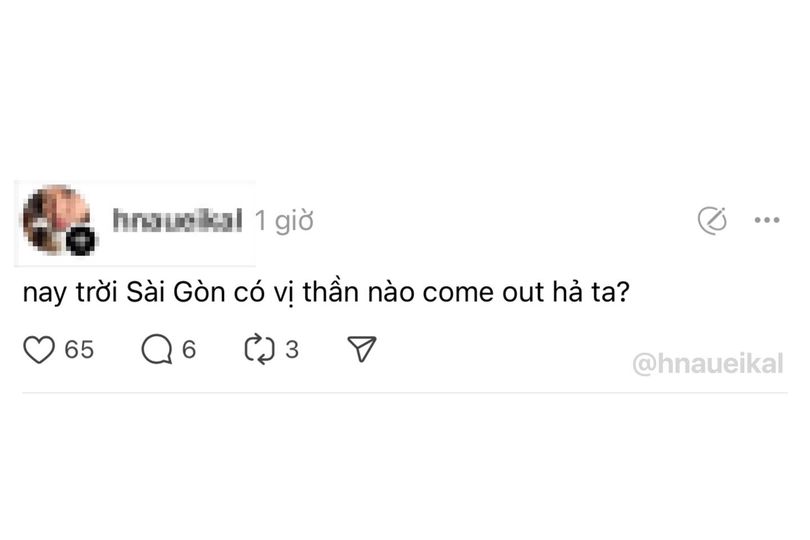 hnaueikal 1 giờ
nay trời Sài Gòn có vị thần nào come out hả ta?
65 6 3
@hnaueikal